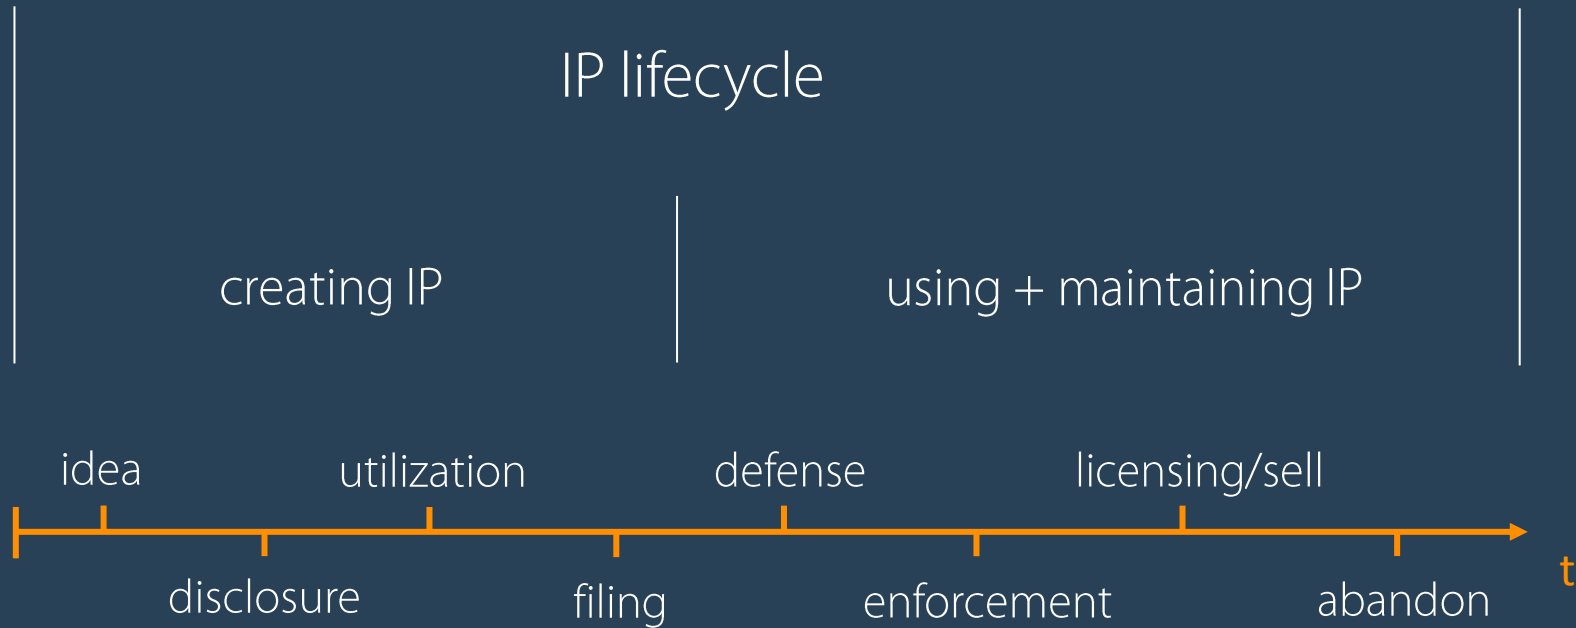 IP lifecycle
creating IP
using + maintaining IP
idea
utilization
defense
licensing/sell
t
disclosure
filing
enforcement
abandon